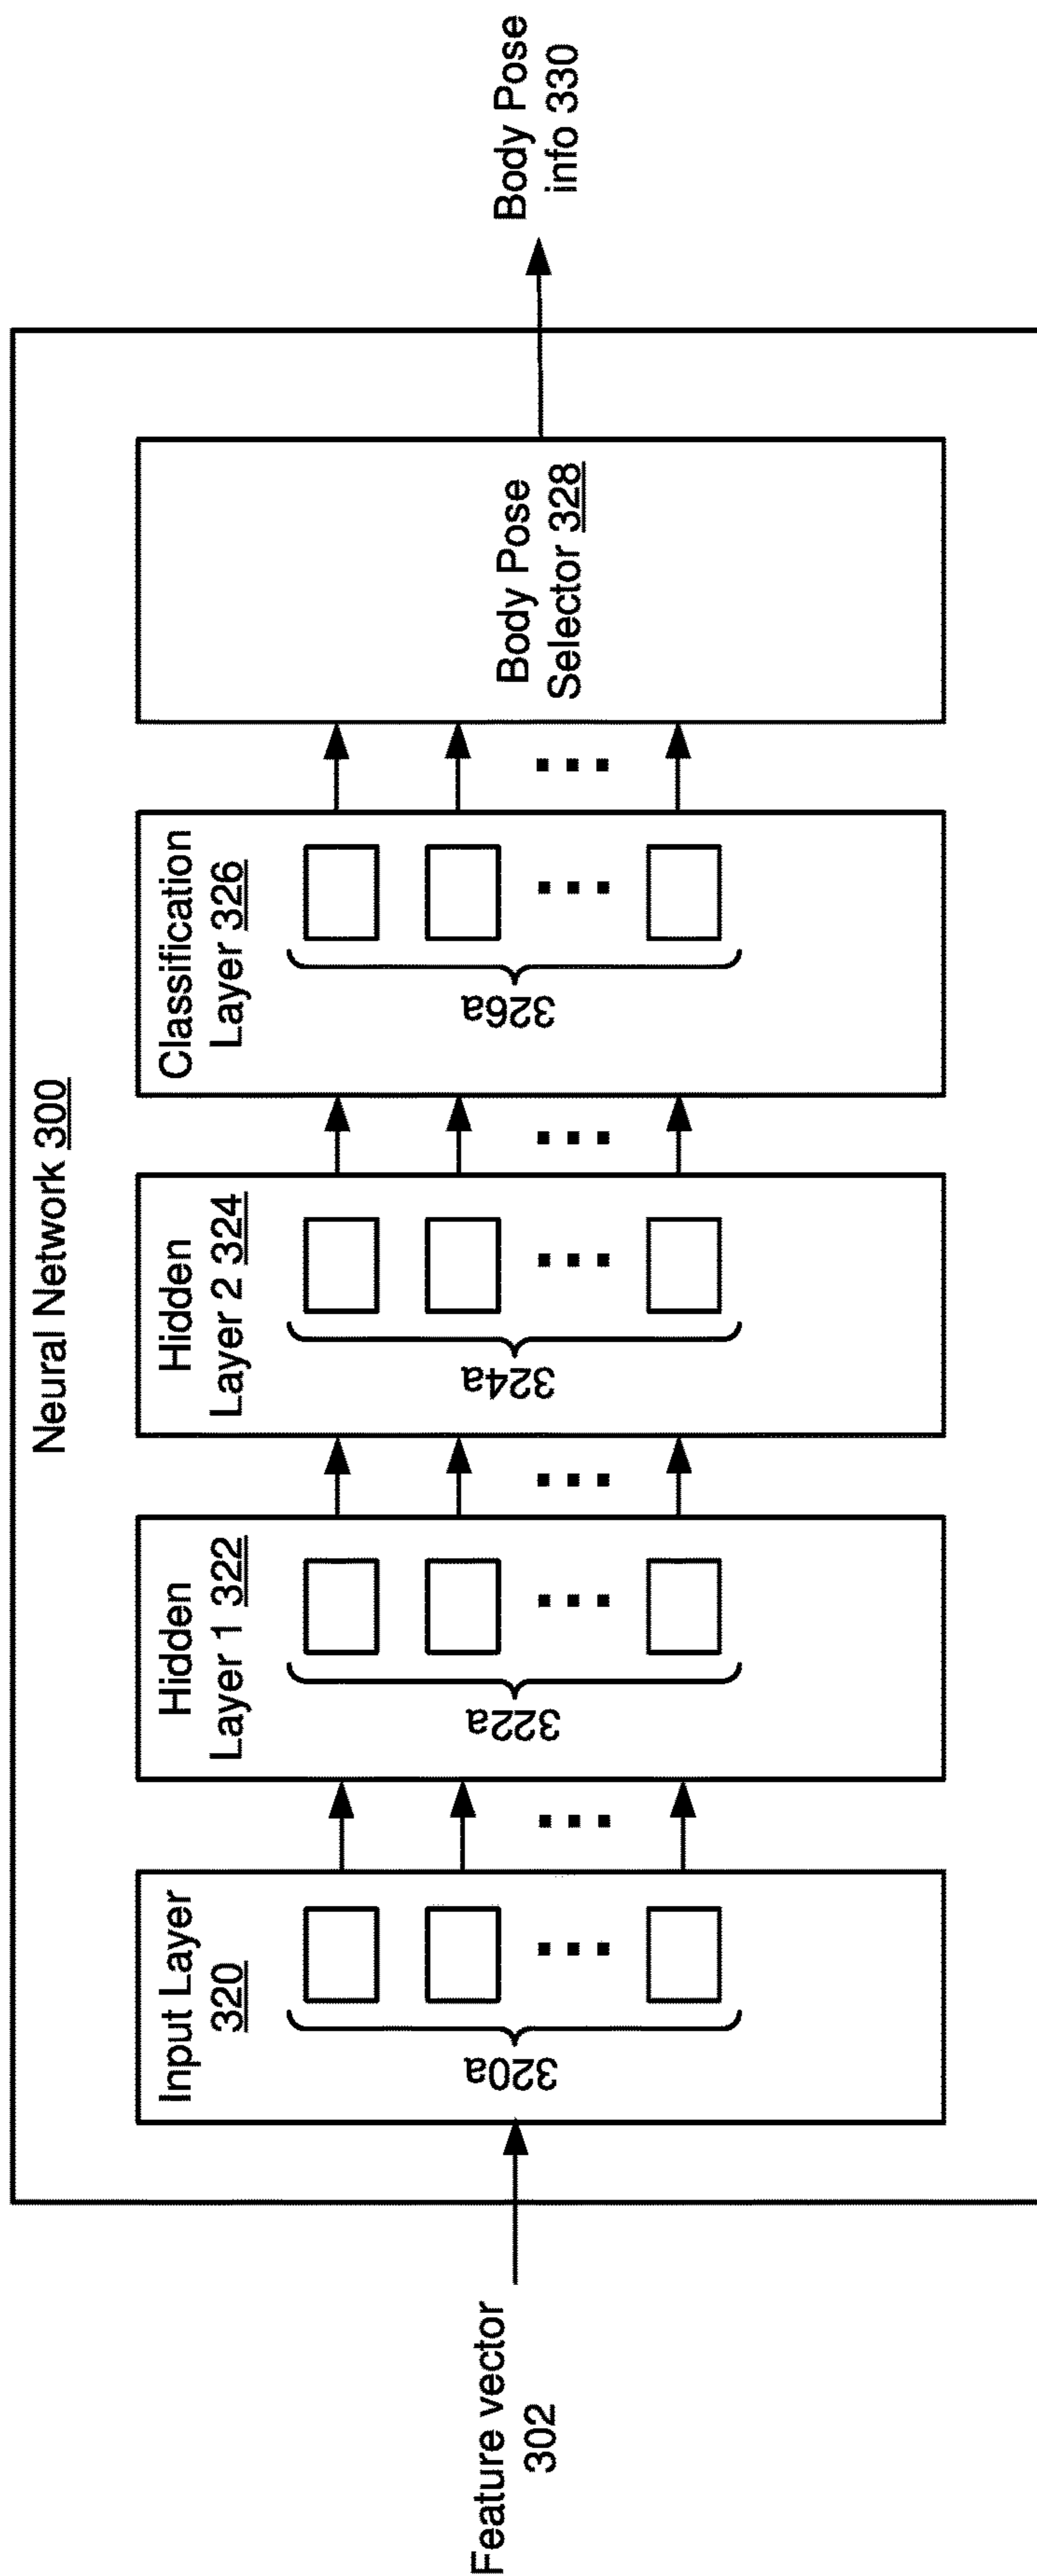 Neural Network 300
Feature vector
302
Input Layer
320
320a
Hidden
Layer 1 322
322a
Hidden
Layer 2 324
324a
Classification
Layer 326
326a
Body Pose
Selector 328
Body Pose
info 330